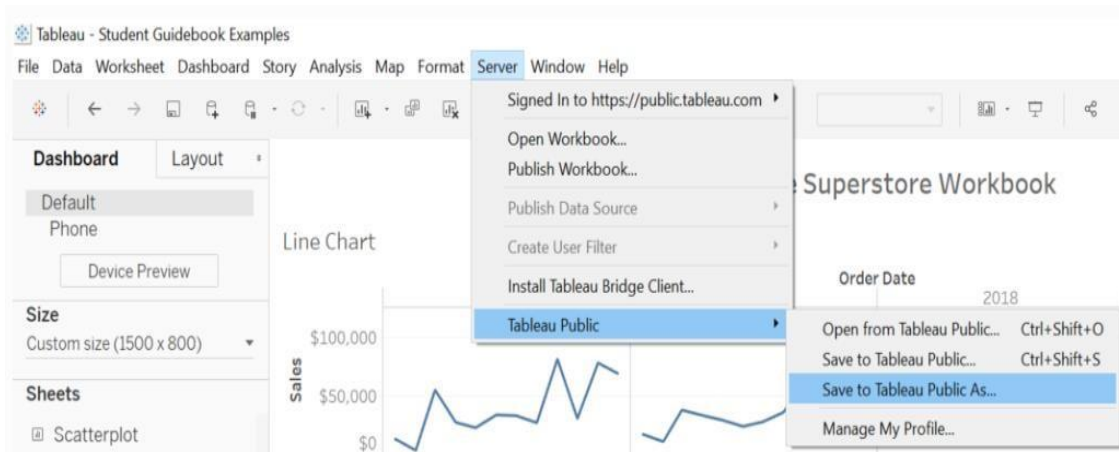 Tableau - Student Guidebook Examples
File Data Worksheet Dashboard Story Analysis Map Format Server Window Help
Signed In to https://public.tableau.com
Open Workbook...
Publish Workbook...
Publish Data Source
Create User Filter
Install Tableau Bridge Client...
Tableau Public
Open from Tableau Public... Ctrl+Shift+O
Save to Tableau Public... Ctrl+Shift+S
Save to Tableau Public As...
Manage My Profile...
Dashboard Layout
Default
Phone
Device Preview
Size
Custom size (1500 x 800)
Sheets
Scatterplot
Superstore Workbook
Line Chart
Order Date
2018
Sales
$100,000
$50,000
$0